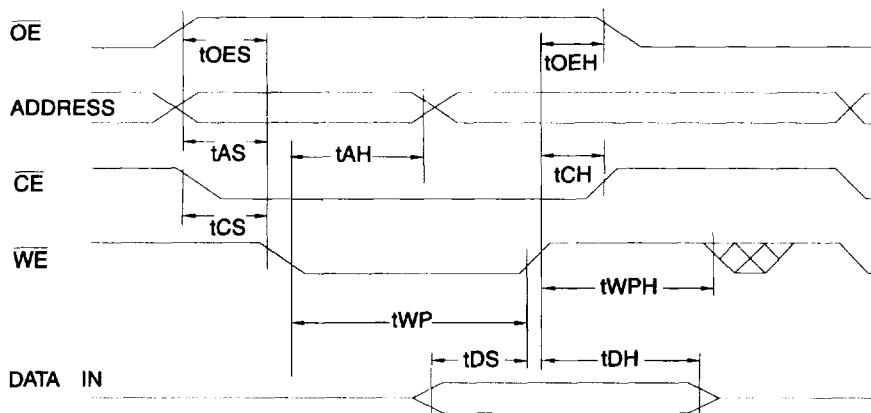 OE
tOES
tOEH
ADDRESS
tAS
tAH
tCH
CE
tCS
WE
tWPH
tWP
tDS
tDH
DATA IN